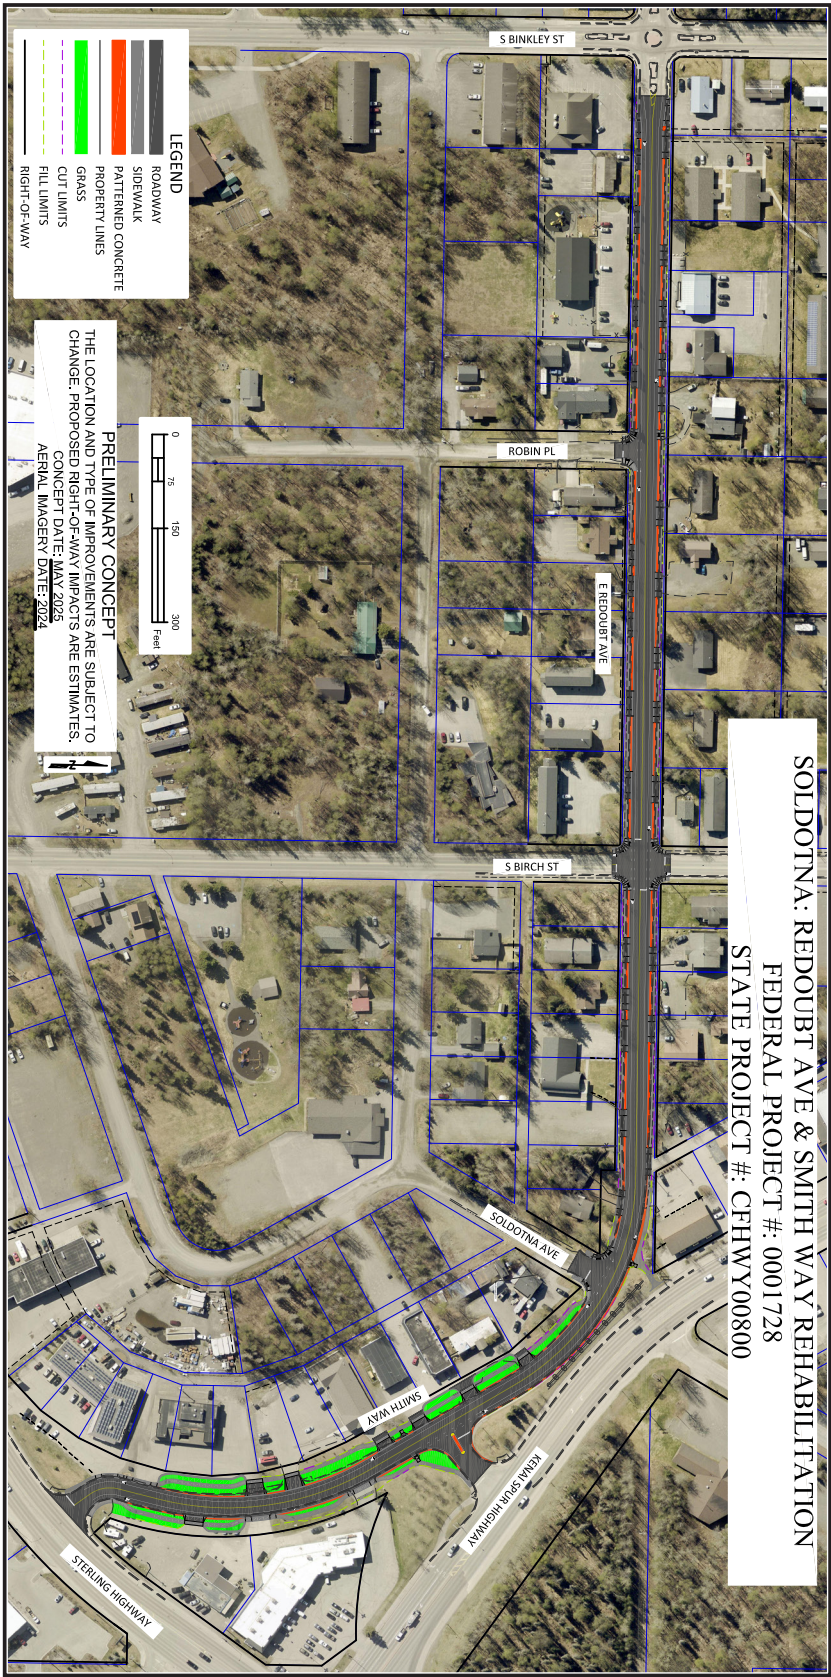 SOLDOTNA: REDOUBT AVE & SMITH WAY REHABILITATION
FEDERAL PROJECT #: 0001728
STATE PROJECT #: CFHWY00800
S BINKLEY ST
ROBIN PL
E REDOUBT AVE
S BIRCH ST
SOLDOTNA AVE
SMITH WAY
KENAI SPUR HIGHWAY
STERLING HIGHWAY
LEGEND
ROADWAY
SIDEWALK
PATTERNED CONCRETE
PROPERTY LINES
GRASS
CUT LIMITS
FILL LIMITS
RIGHT-OF-WAY
0 75 150 300
Feet
PRELIMINARY CONCEPT
THE LOCATION AND TYPE OF IMPROVEMENTS ARE SUBJECT TO
CHANGE. PROPOSED RIGHT-OF-WAY IMPACTS ARE ESTIMATES.
CONCEPT DATE: MAY 2025
AERIAL IMAGERY DATE: 2024
N